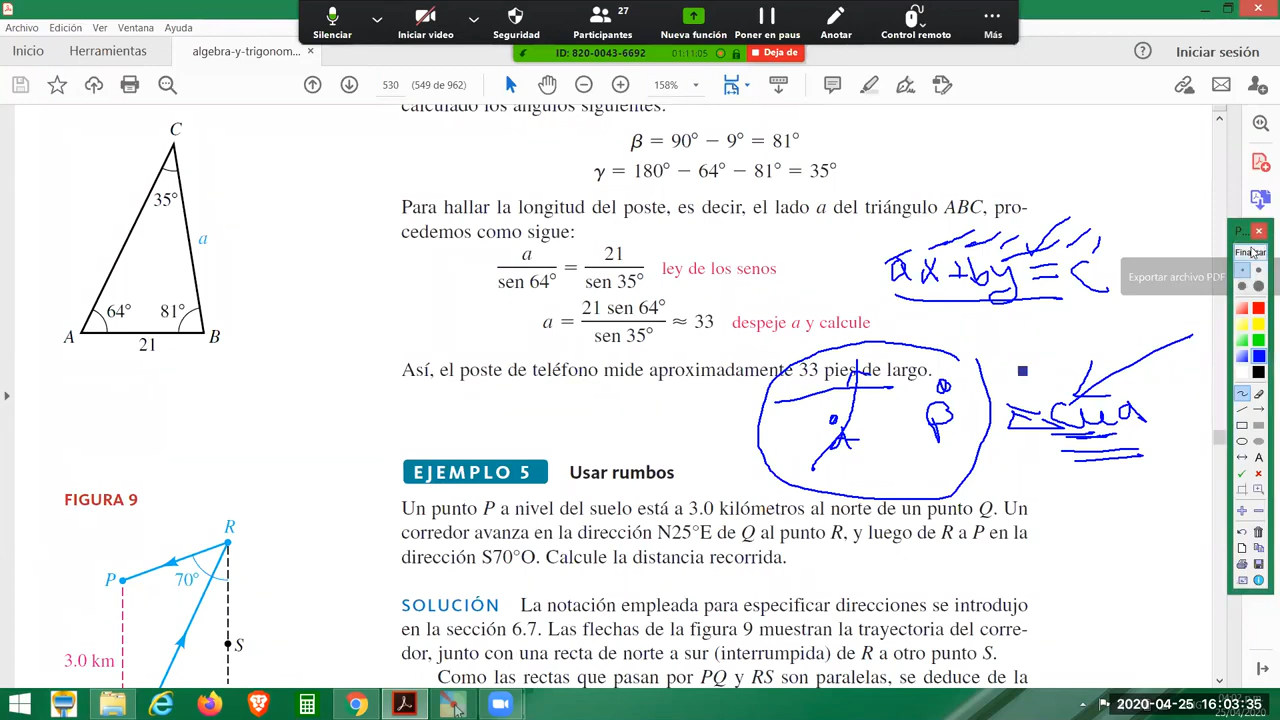 Silenciar
Iniciar video
Seguridad
27
Participantes
Nueva función
Poner en paus
Anotar
Control remoto
Más
ID: 820-0043-6692
01:11:05
Deja de
Archivo Edición Ver Ventana Ayuda
Inicio Herramientas algebra-y-trigonom... × Iniciar sesión
530 (549 de 962) 158%
calculado los ángulos siguientes:
β = 90° − 9° = 81°
γ = 180° − 64° − 81° = 35°
Para hallar la longitud del poste, es decir, el lado a del triángulo ABC, pro-
cedemos como sigue:
a / sen 64° = 21 / sen 35° ley de los senos
a = 21 sen 64° / sen 35° ≈ 33 despeje a y calcule
Así, el poste de teléfono mide aproximadamente 33 pies de largo.
C
35°
a
64° 81°
A B
21
ax+by=c
A
P
Exportar archivo PDF
P...
Finalizar
EJEMPLO 5 Usar rumbos
Un punto P a nivel del suelo está a 3.0 kilómetros al norte de un punto Q. Un
corredor avanza en la dirección N25°E de Q al punto R, y luego de R a P en la
dirección S70°O. Calcule la distancia recorrida.
SOLUCIÓN La notación empleada para especificar direcciones se introdujo
en la sección 6.7. Las flechas de la figura 9 muestran la trayectoria del corre-
dor, junto con una recta de norte a sur (interrumpida) de R a otro punto S.
Como las rectas que pasan por PQ y RS son paralelas, se deduce de la
FIGURA 9
R
P 70°
S
3.0 km
2020-04-25 16:03:35